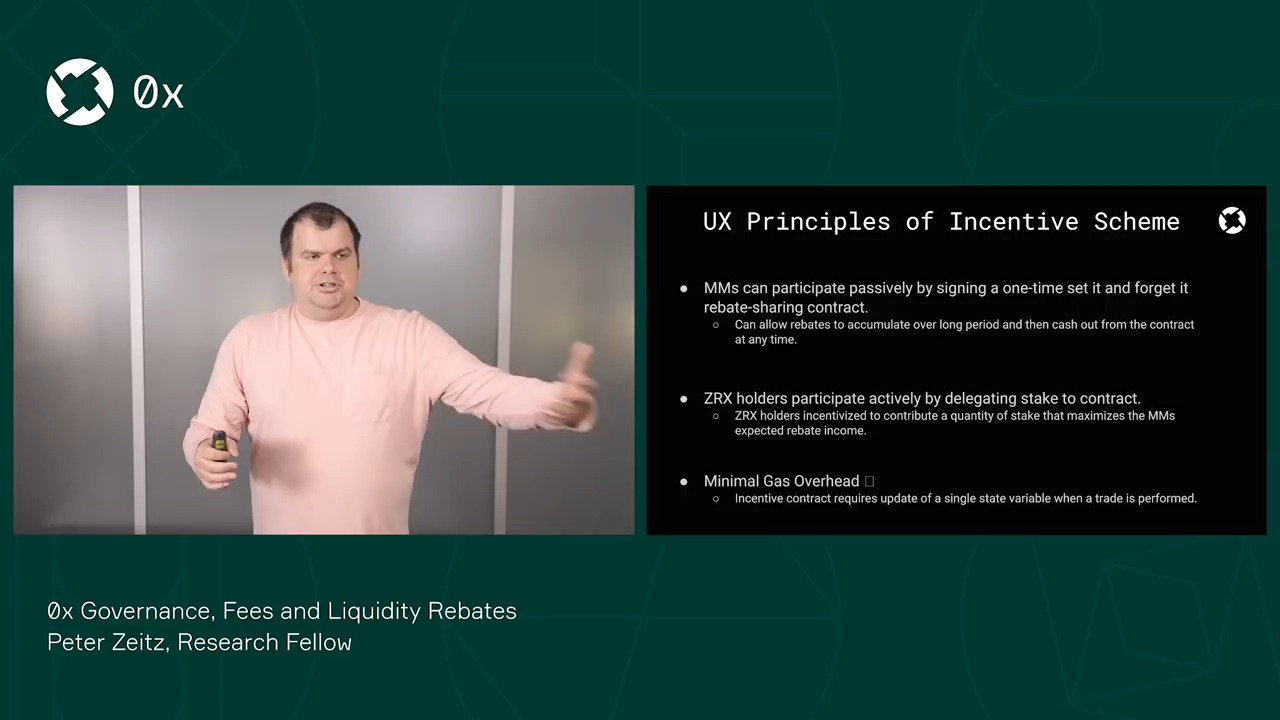 0x
UX Principles of Incentive Scheme
• MMs can participate passively by signing a one-time set it and forget it
rebate-sharing contract.
○ Can allow rebates to accumulate over long period and then cash out from the contract
at any time.
• ZRX holders participate actively by delegating stake to contract.
○ ZRX holders incentivized to contribute a quantity of stake that maximizes the MMs
expected rebate income.
• Minimal Gas Overhead
○ Incentive contract requires update of a single state variable when a trade is performed.
0x Governance, Fees and Liquidity Rebates
Peter Zeitz, Research Fellow